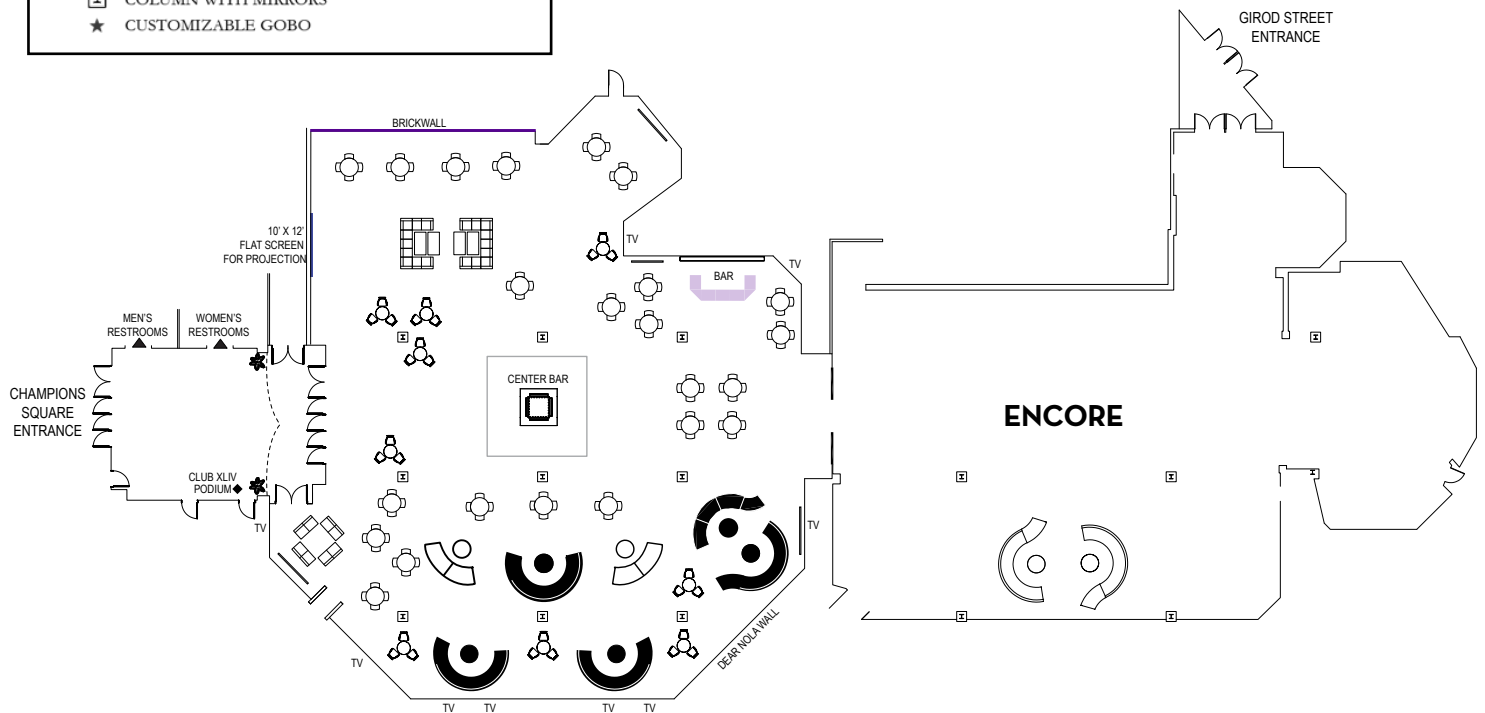 COLUMN WITH MIRRORS
★ CUSTOMIZABLE GOBO
GIROD STREET
ENTRANCE
BRICKWALL
10' X 12'
FLAT SCREEN
FOR PROJECTION
TV
BAR
TV
MEN'S
RESTROOMS
WOMEN'S
RESTROOMS
CHAMPIONS
SQUARE
ENTRANCE
CENTER BAR
ENCORE
CLUB XLIV
PODIUM
TV
TV
DEAR NOLA WALL
TV
TV
TV
TV
TV